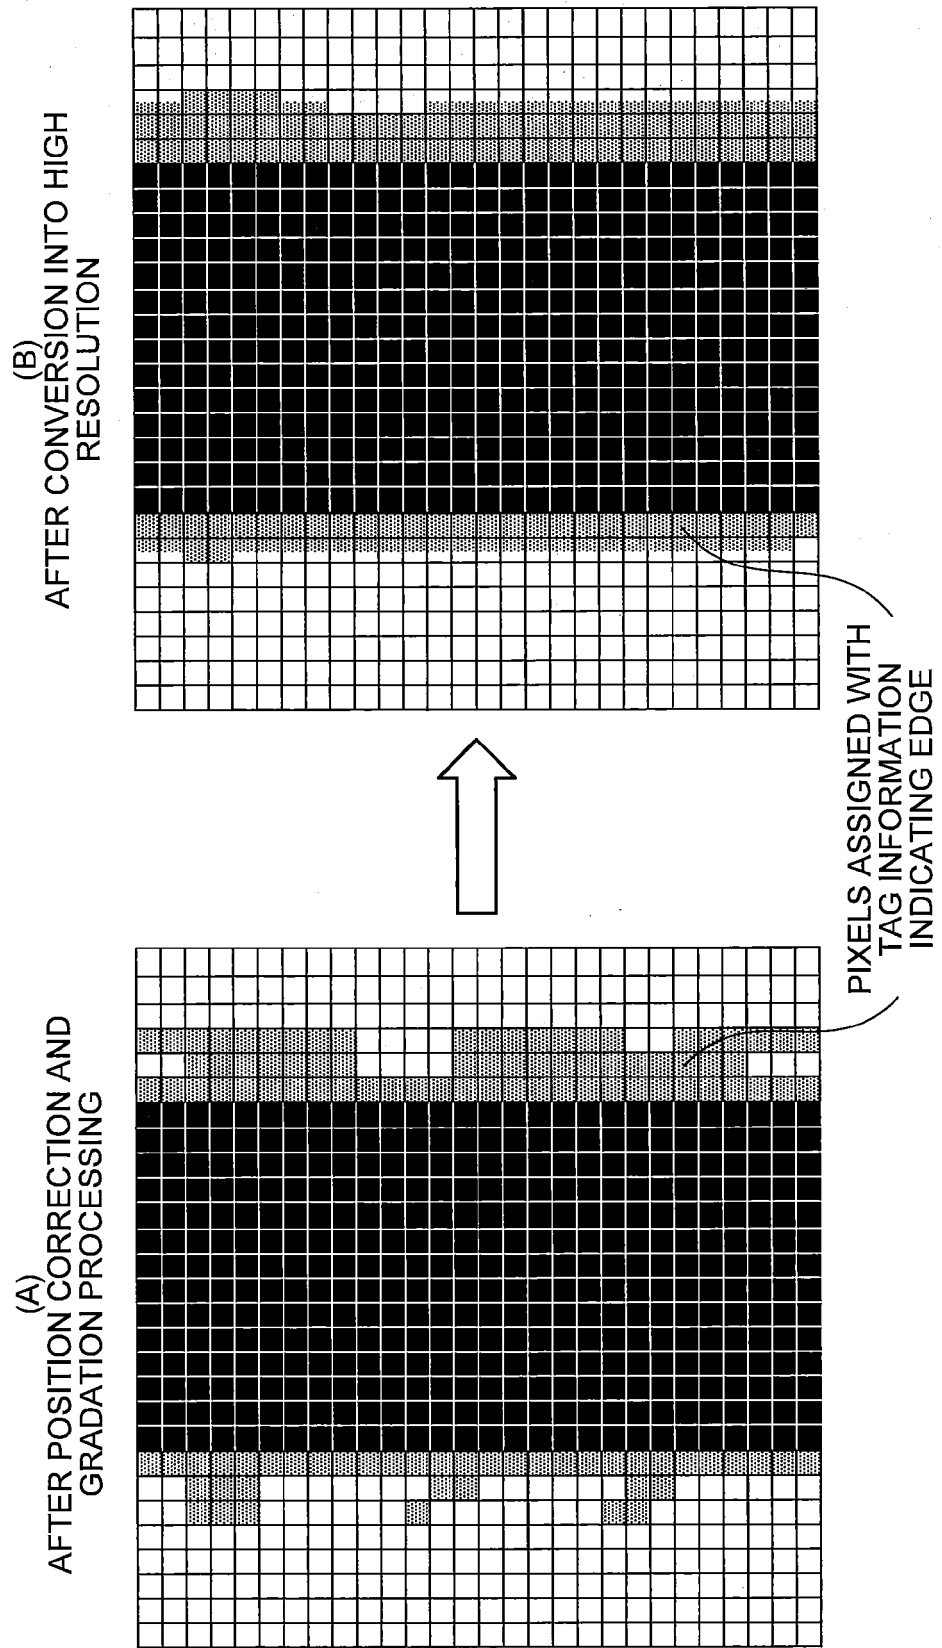 (A)
AFTER POSITION CORRECTION AND
GRADATION PROCESSING
(B)
AFTER CONVERSION INTO HIGH
RESOLUTION
PIXELS ASSIGNED WITH
TAG INFORMATION
INDICATING EDGE